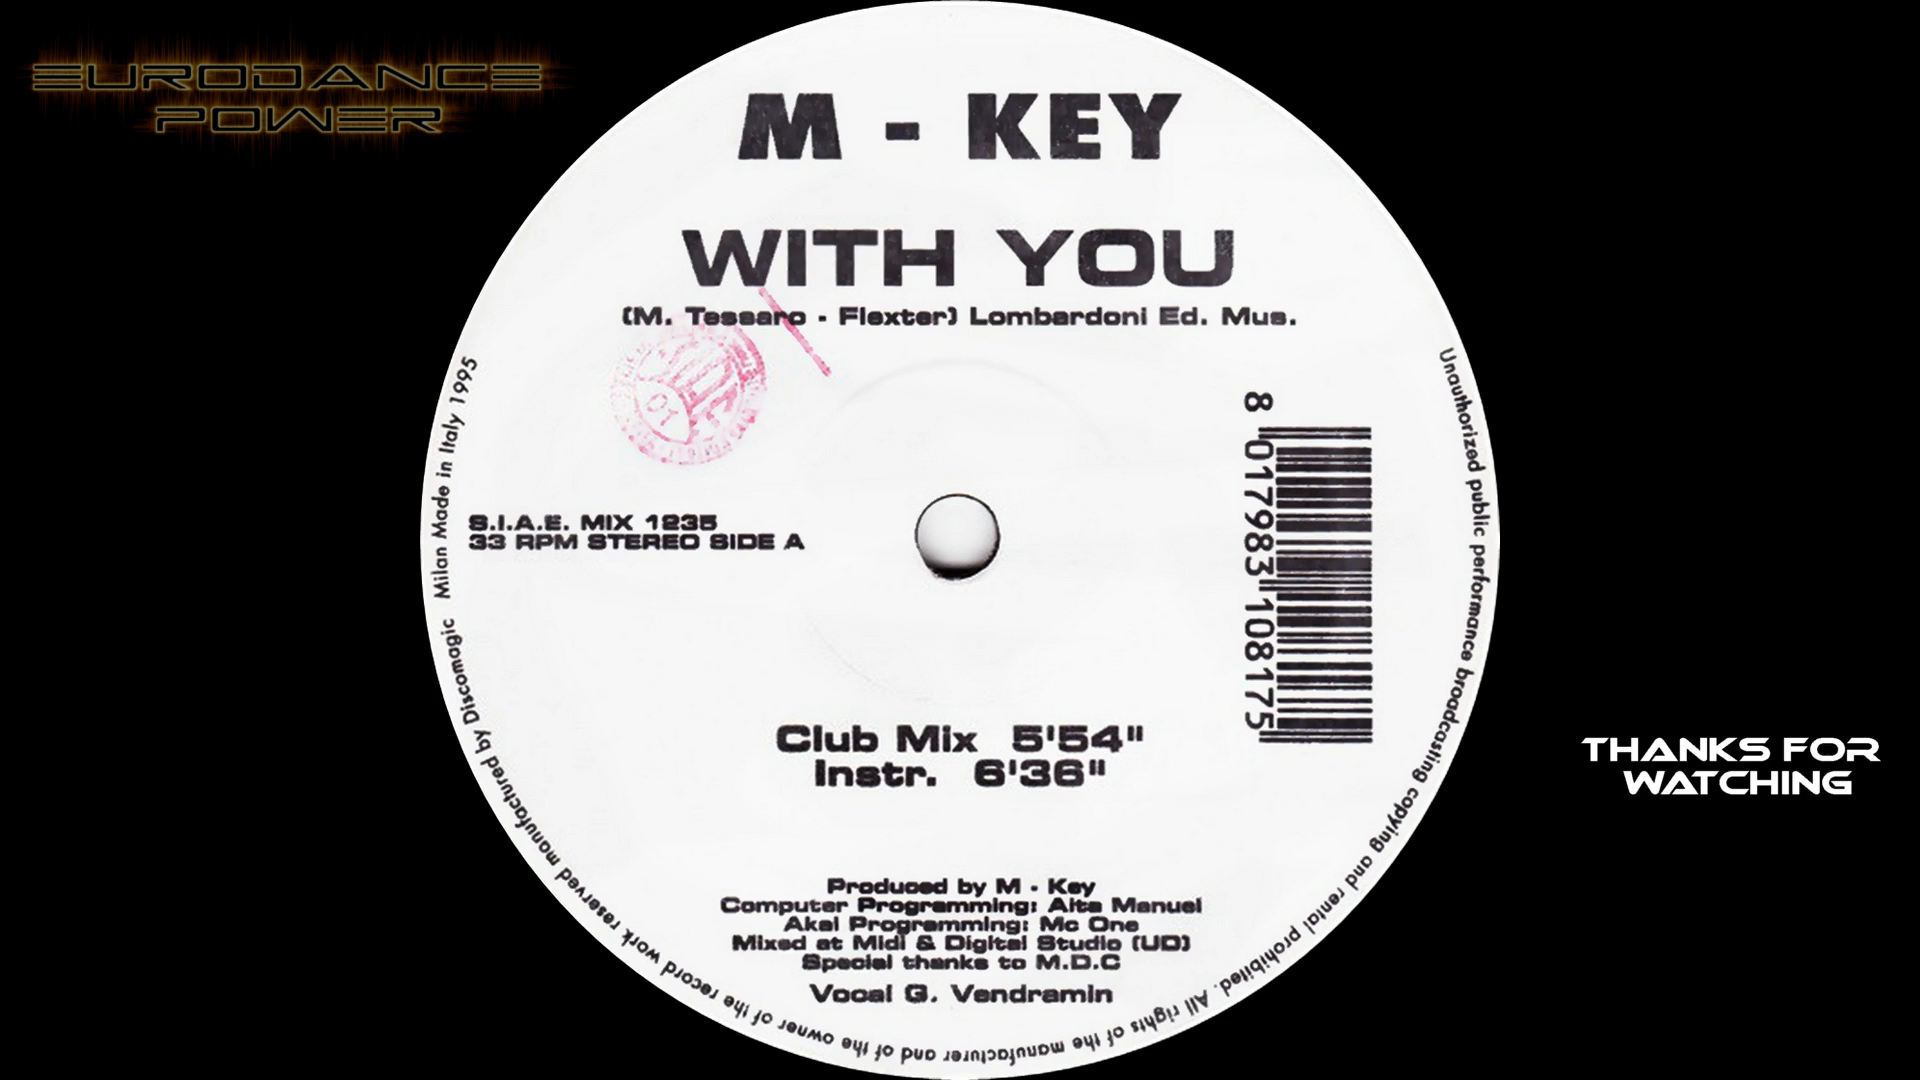 EURODANCE
POWER
M - KEY
WITH YOU
(M. Tessaro - Flexter) Lombardoni Ed. Mus.
01
S.I.A.E. MIX 1235
33 RPM STEREO SIDE A
8 017983 108175
Club Mix 5'54"
Instr. 6'36"
Produced by M - Key
Computer Programming: Aita Manuel
Akai Programming: Mc One
Mixed at Midi & Digital Studio (UD)
Special thanks to M.D.C
Vocal G. Vendramin
Unauthorized public performance broadcasting copying and rental prohibited. All rights of the manufacturer and of the owner of the record work reserved manufactured by Discomagic Milan Made in Italy 1995
THANKS FOR
WATCHING